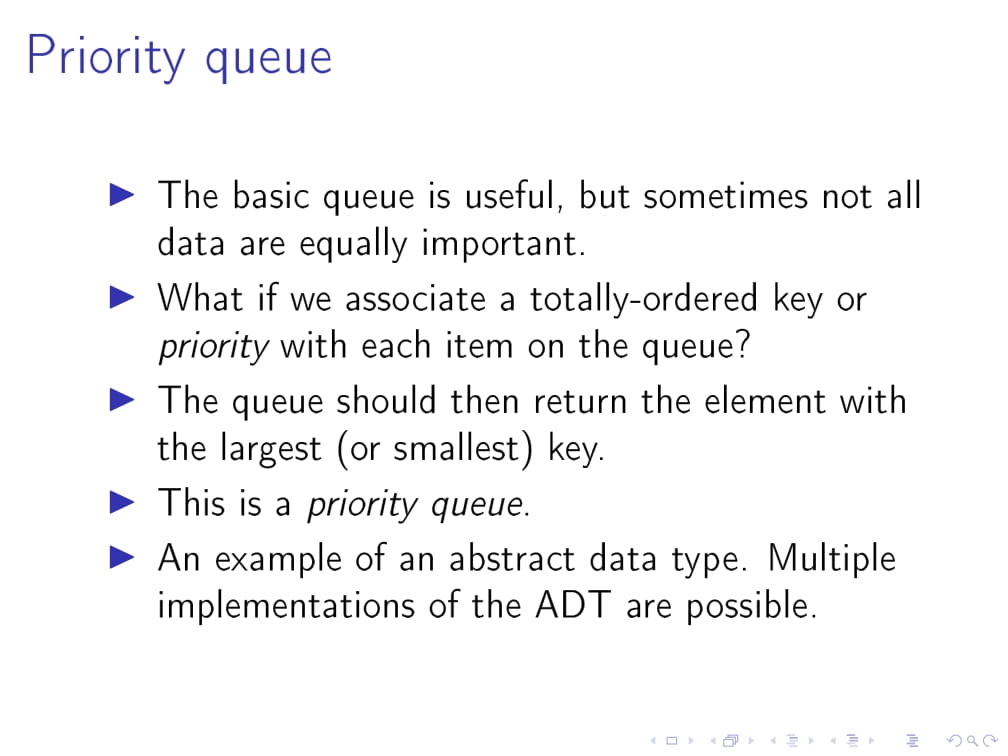 Priority queue
The basic queue is useful, but sometimes not all
data are equally important.
What if we associate a totally-ordered key or
priority with each item on the queue?
The queue should then return the element with
the largest (or smallest) key.
This is a priority queue.
An example of an abstract data type. Multiple
implementations of the ADT are possible.